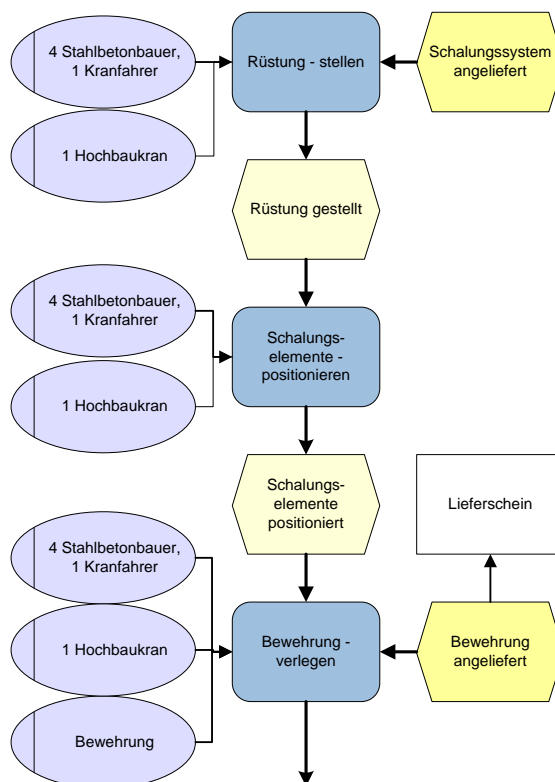 4 Stahlbetonbauer,
1 Kranfahrer
Rüstung - stellen
Schalungssystem
angeliefert
1 Hochbaukran
Rüstung gestellt
4 Stahlbetonbauer,
1 Kranfahrer
Schalungs-
elemente -
positionieren
1 Hochbaukran
Schalungs-
elemente
positioniert
Lieferschein
4 Stahlbetonbauer,
1 Kranfahrer
1 Hochbaukran
Bewehrung -
verlegen
Bewehrung
angeliefert
Bewehrung